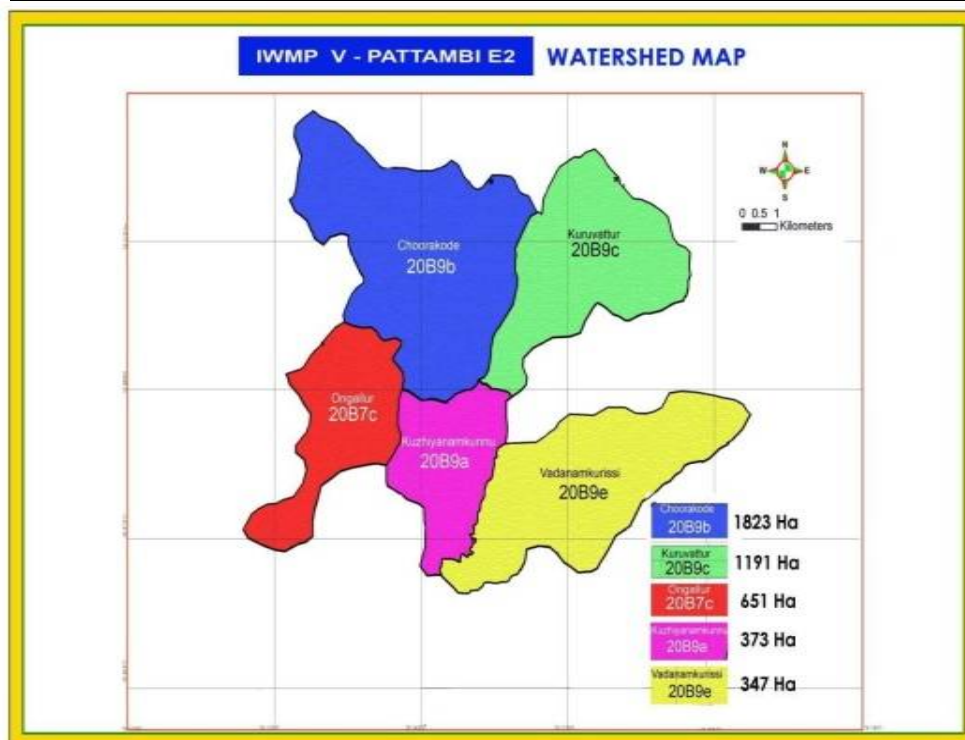 IWMP V - PATTAMBI E2 WATERSHED MAP
N
W E
S
0 0.5 1
Kilometers
Choorakode
20B9b
Kuruvattur
20B9c
Ongallur
20B7c
Kuzhiyanamkunnu
20B9a
Vadanamkurissi
20B9e
Choorakode
20B9b 1823 Ha
Kuruvattur
20B9c 1191 Ha
Ongallur
20B7c 651 Ha
Kuzhiyanamkunnu
20B9a 373 Ha
Vadanamkurissi
20B9e 347 Ha